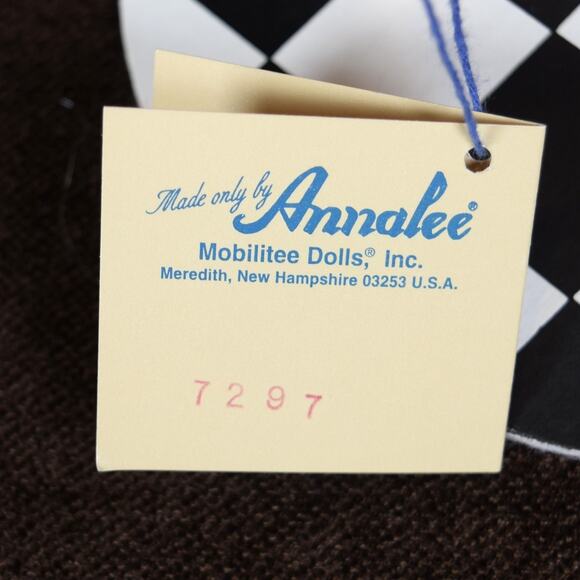 Made only by Annalee®
Mobilitee Dolls,® Inc.
Meredith, New Hampshire 03253 U.S.A.
7297